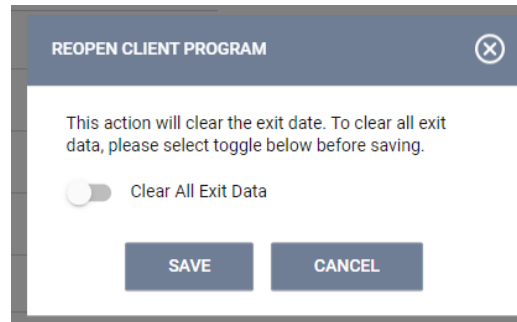 REOPEN CLIENT PROGRAM
This action will clear the exit date. To clear all exit
data, please select toggle below before saving.
Clear All Exit Data
SAVE
CANCEL